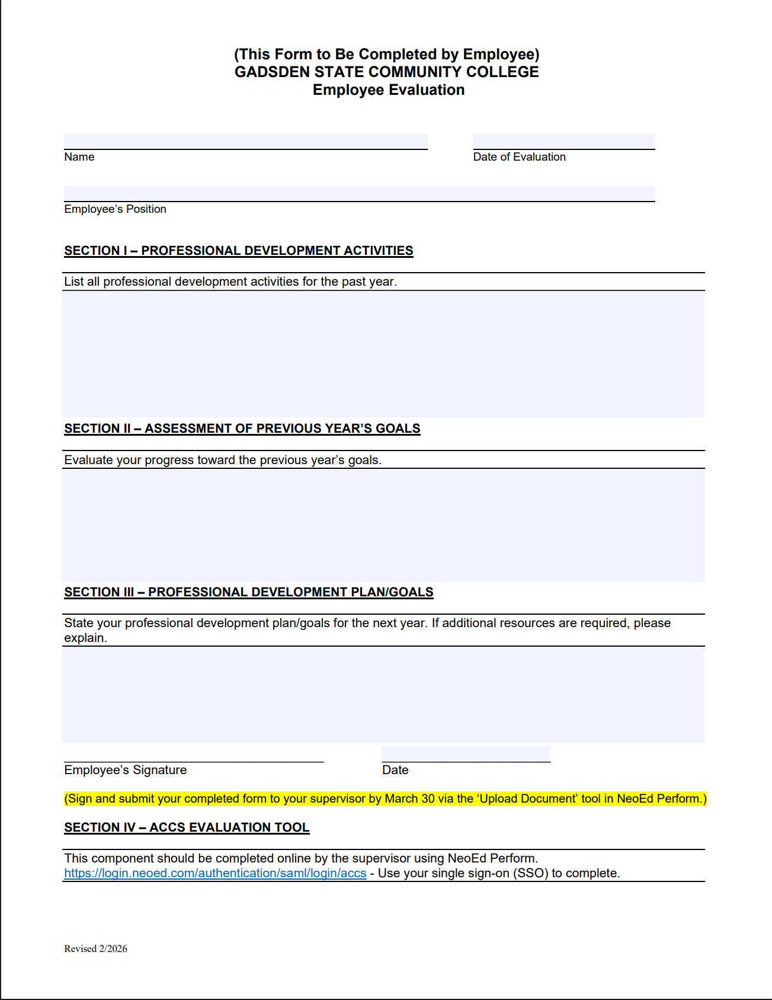 (This Form to Be Completed by Employee)
GADSDEN STATE COMMUNITY COLLEGE
Employee Evaluation
Name
Date of Evaluation
Employee’s Position
SECTION I – PROFESSIONAL DEVELOPMENT ACTIVITIES
List all professional development activities for the past year.
SECTION II – ASSESSMENT OF PREVIOUS YEAR’S GOALS
Evaluate your progress toward the previous year’s goals.
SECTION III – PROFESSIONAL DEVELOPMENT PLAN/GOALS
State your professional development plan/goals for the next year. If additional resources are required, please
explain.
Employee’s Signature
Date
(Sign and submit your completed form to your supervisor by March 30 via the ‘Upload Document’ tool in NeoEd Perform.)
SECTION IV – ACCS EVALUATION TOOL
This component should be completed online by the supervisor using NeoEd Perform.
https://login.neoed.com/authentication/saml/login/accs - Use your single sign-on (SSO) to complete.
Revised 2/2026